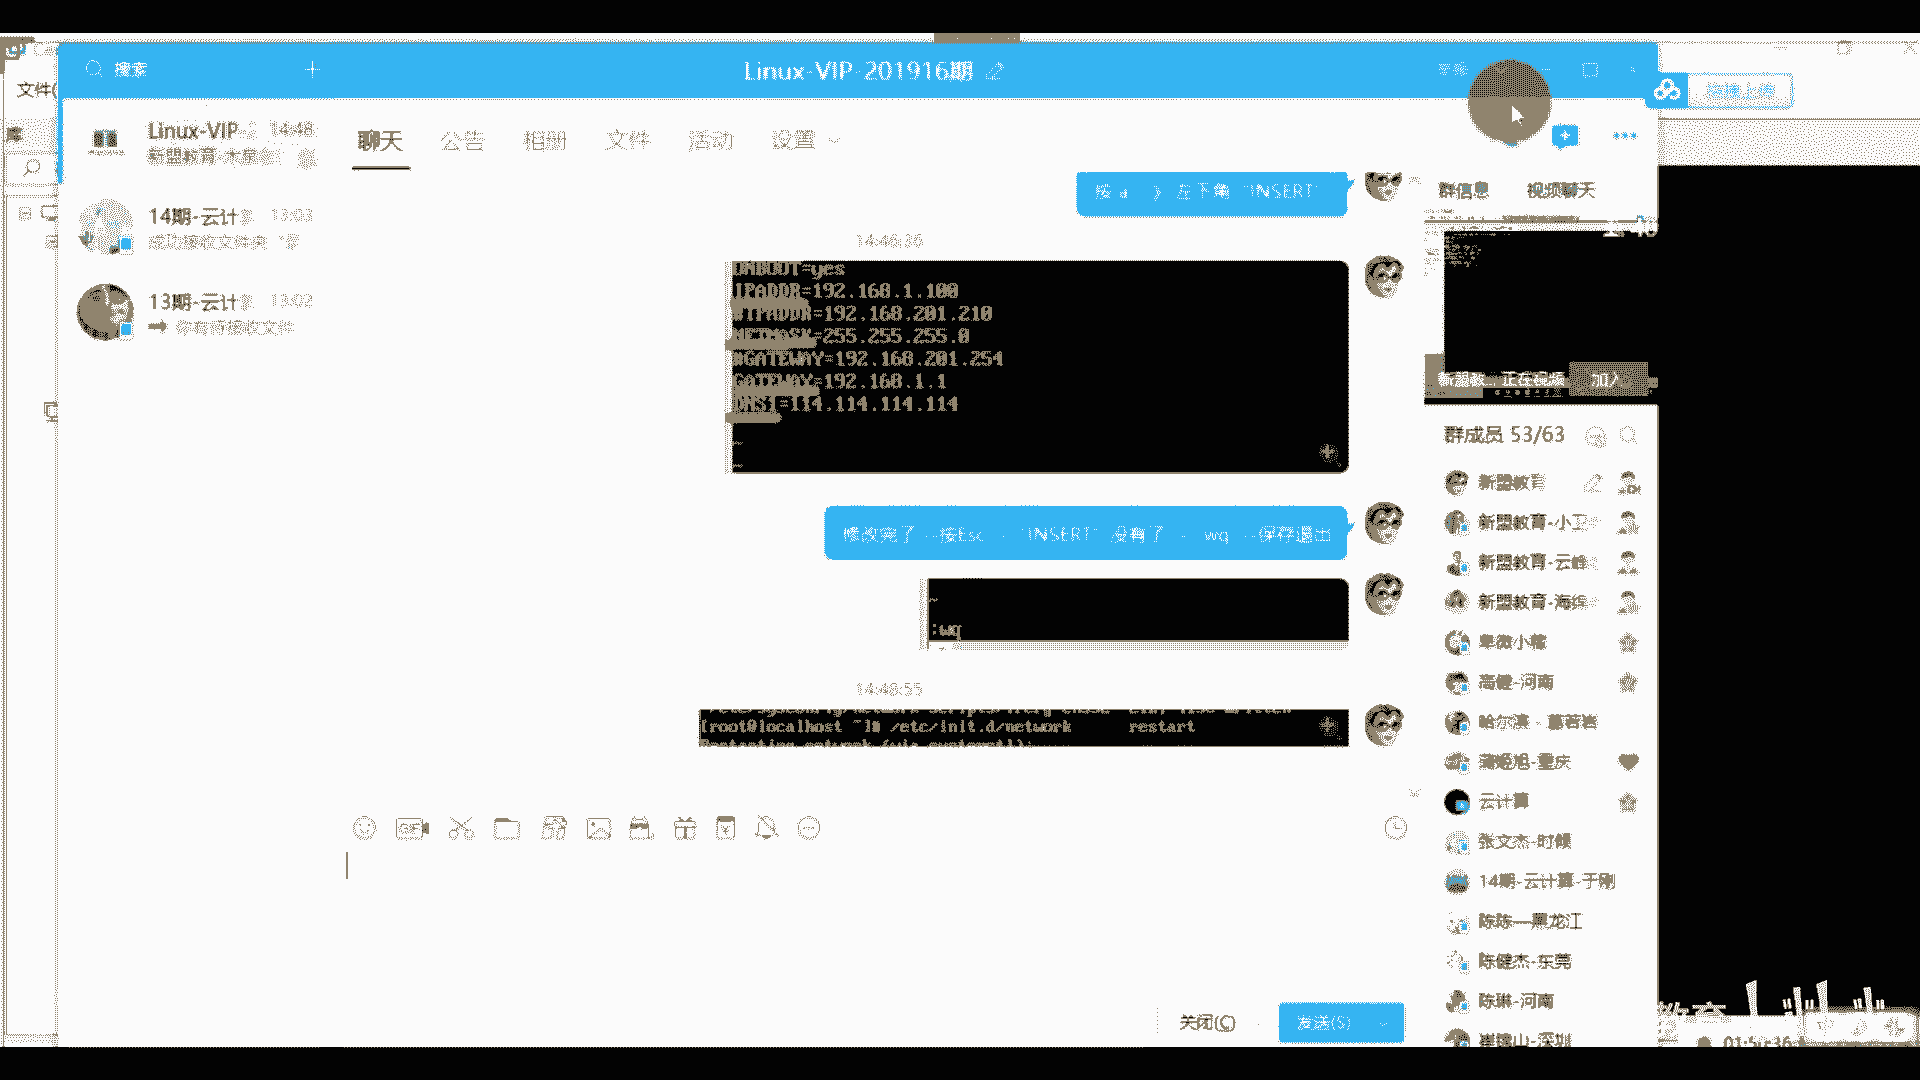 搜索
Linux-VIP-201916期
文件(
Linux-VIP- 14:48
新盟教育-木
14期-云计 13:03
成功接收文件夹
13期-云计 13:02
你有待接收文件
聊天 公告 相册 文件 活动 设置
按 a 左下角 "INSERT"
14:46:36
ONBOOT=yes
IPADDR=192.168.1.100
#IPADDR=192.168.201.210
NETMASK=255.255.255.0
#GATEWAY=192.168.201.254
GATEWAY=192.168.1.1
DNS1=114.114.114.114
~
~
修改完了 --按Esc - "INSERT" 没有了 - wq --保存退出
~
:wq
14:48:55
[root@localhost ~]# /etc/init.d/network restart
Restarting network (via systemctl):
关闭(C) 发送(S)
群信息 视频聊天
新盟教... 正在视频 加入
群成员 53/63
新盟教育
新盟教育-小卫
新盟教育-云峰
新盟教育-海绵
卑微小
高健-河南
哈尔滨 -
重庆
云计算
张文杰-时候
14期-云计算-于刚
陈陈—黑龙江
陈健杰-东莞
陈琳-河南
山-深圳
教育
01:50:36